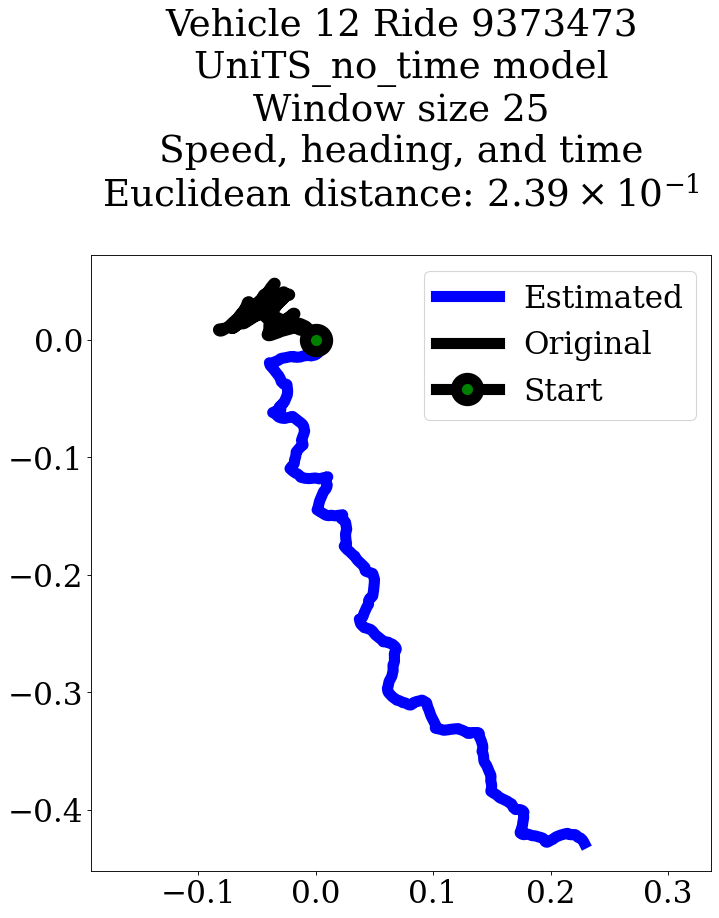 Vehicle 12 Ride 9373473
UniTS_no_time model
Window size 25
Speed, heading, and time
Euclidean distance: 2.39 × 10⁻¹
Estimated
Original
Start
0.0
−0.1
−0.2
−0.3
−0.4
−0.1 0.0 0.1 0.2 0.3